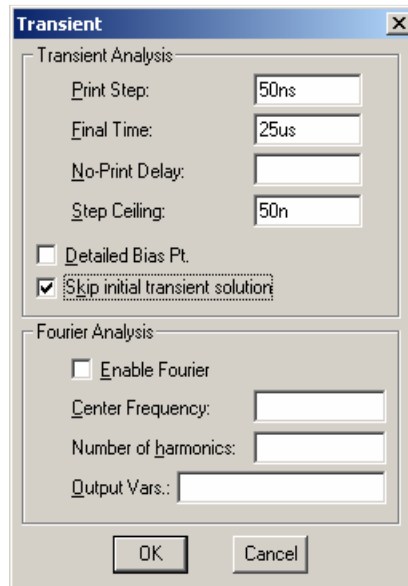 Transient
Transient Analysis
Print Step: 50ns
Final Time: 25us
No-Print Delay:
Step Ceiling: 50n
Detailed Bias Pt.
Skip initial transient solution
Fourier Analysis
Enable Fourier
Center Frequency:
Number of harmonics:
Output Vars.:
OK Cancel